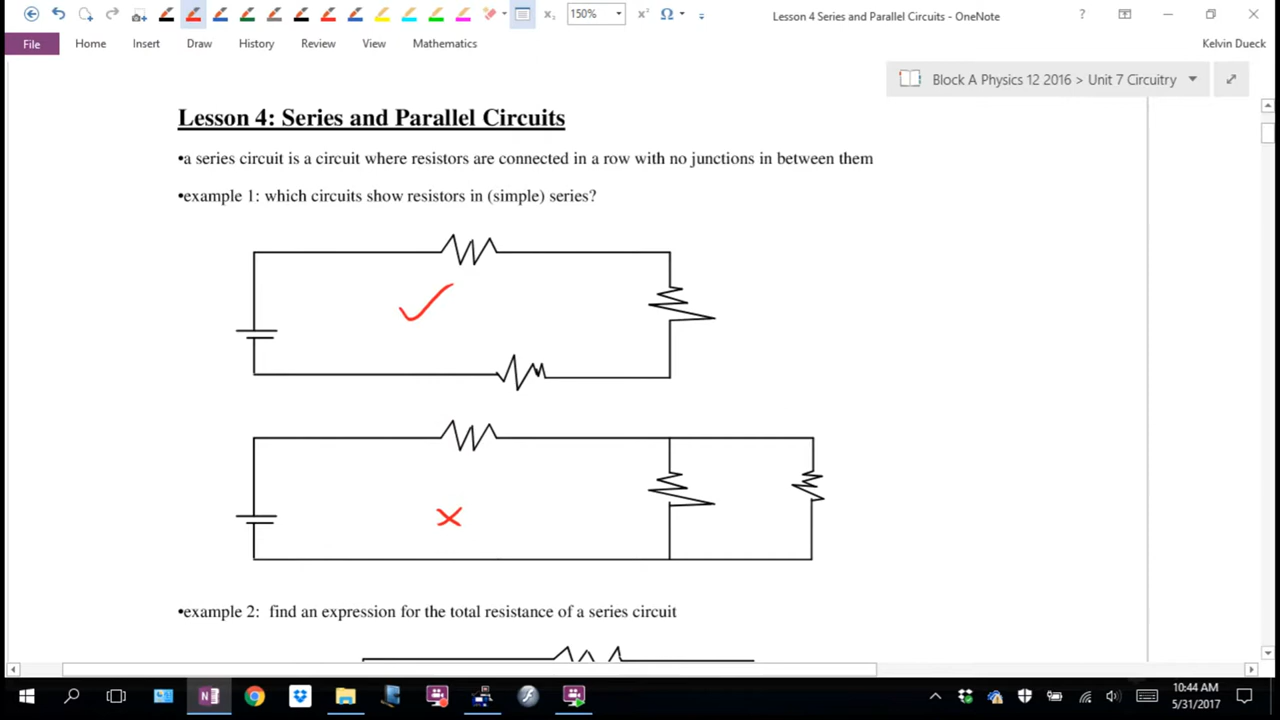 150%
x₂
x²
Ω
Lesson 4 Series and Parallel Circuits - OneNote
?
File
Home
Insert
Draw
History
Review
View
Mathematics
Kelvin Dueck
Block A Physics 12 2016 > Unit 7 Circuitry
Lesson 4: Series and Parallel Circuits
•a series circuit is a circuit where resistors are connected in a row with no junctions in between them
•example 1: which circuits show resistors in (simple) series?
•example 2: find an expression for the total resistance of a series circuit
10:44 AM
5/31/2017